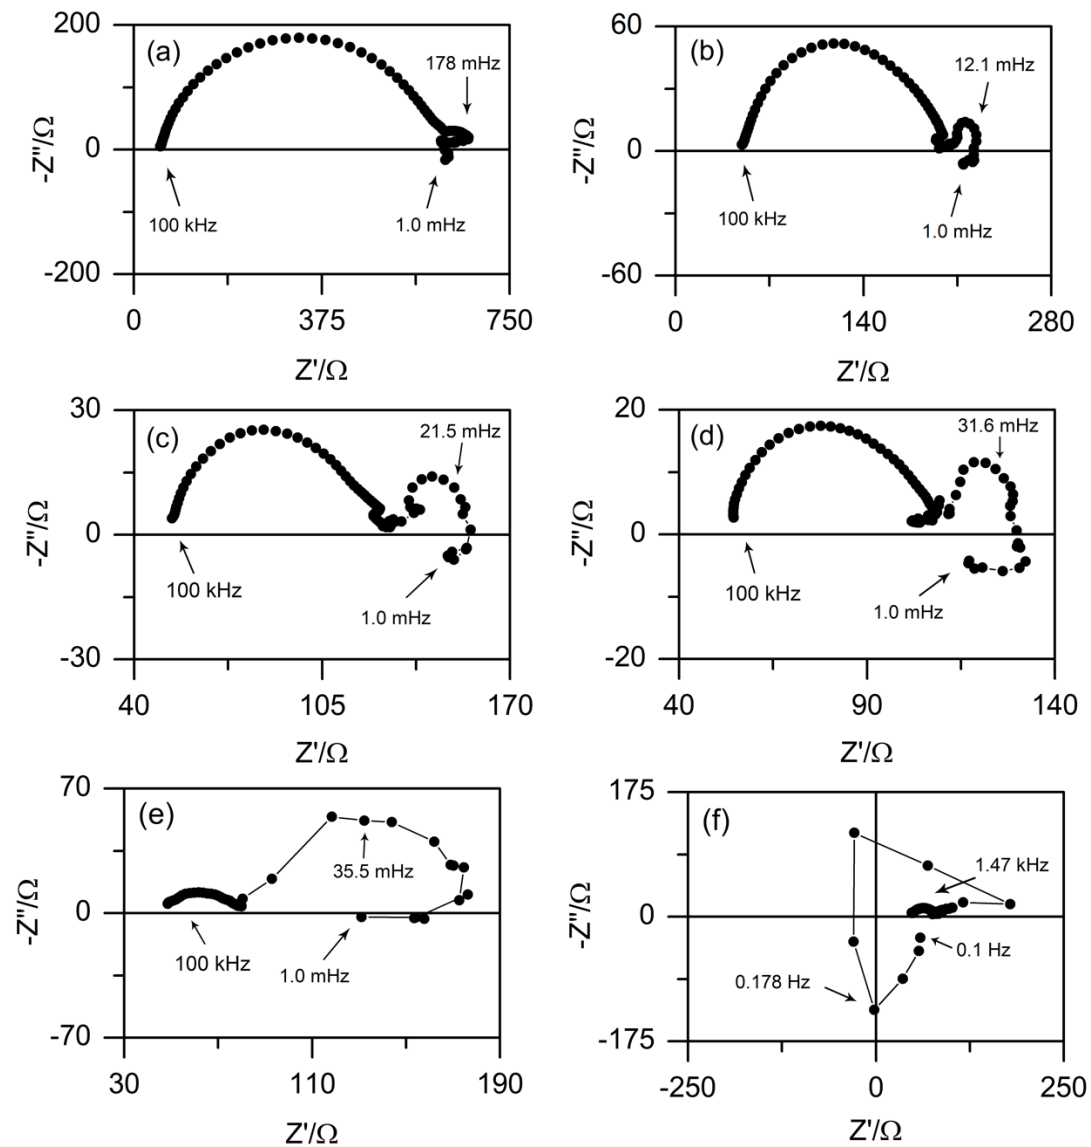 (a)
200
0
-200
-Z"/Ω
178 mHz
100 kHz
1.0 mHz
0
375
750
Z'/Ω
(b)
60
0
-60
-Z"/Ω
12.1 mHz
100 kHz
1.0 mHz
0
140
280
Z'/Ω
(c)
30
0
-30
-Z"/Ω
21.5 mHz
100 kHz
1.0 mHz
40
105
170
Z'/Ω
(d)
20
0
-20
-Z"/Ω
31.6 mHz
100 kHz
1.0 mHz
40
90
140
Z'/Ω
(e)
70
0
-70
-Z"/Ω
35.5 mHz
100 kHz
1.0 mHz
30
110
190
Z'/Ω
(f)
175
0
-175
-Z"/Ω
1.47 kHz
0.1 Hz
0.178 Hz
-250
0
250
Z'/Ω